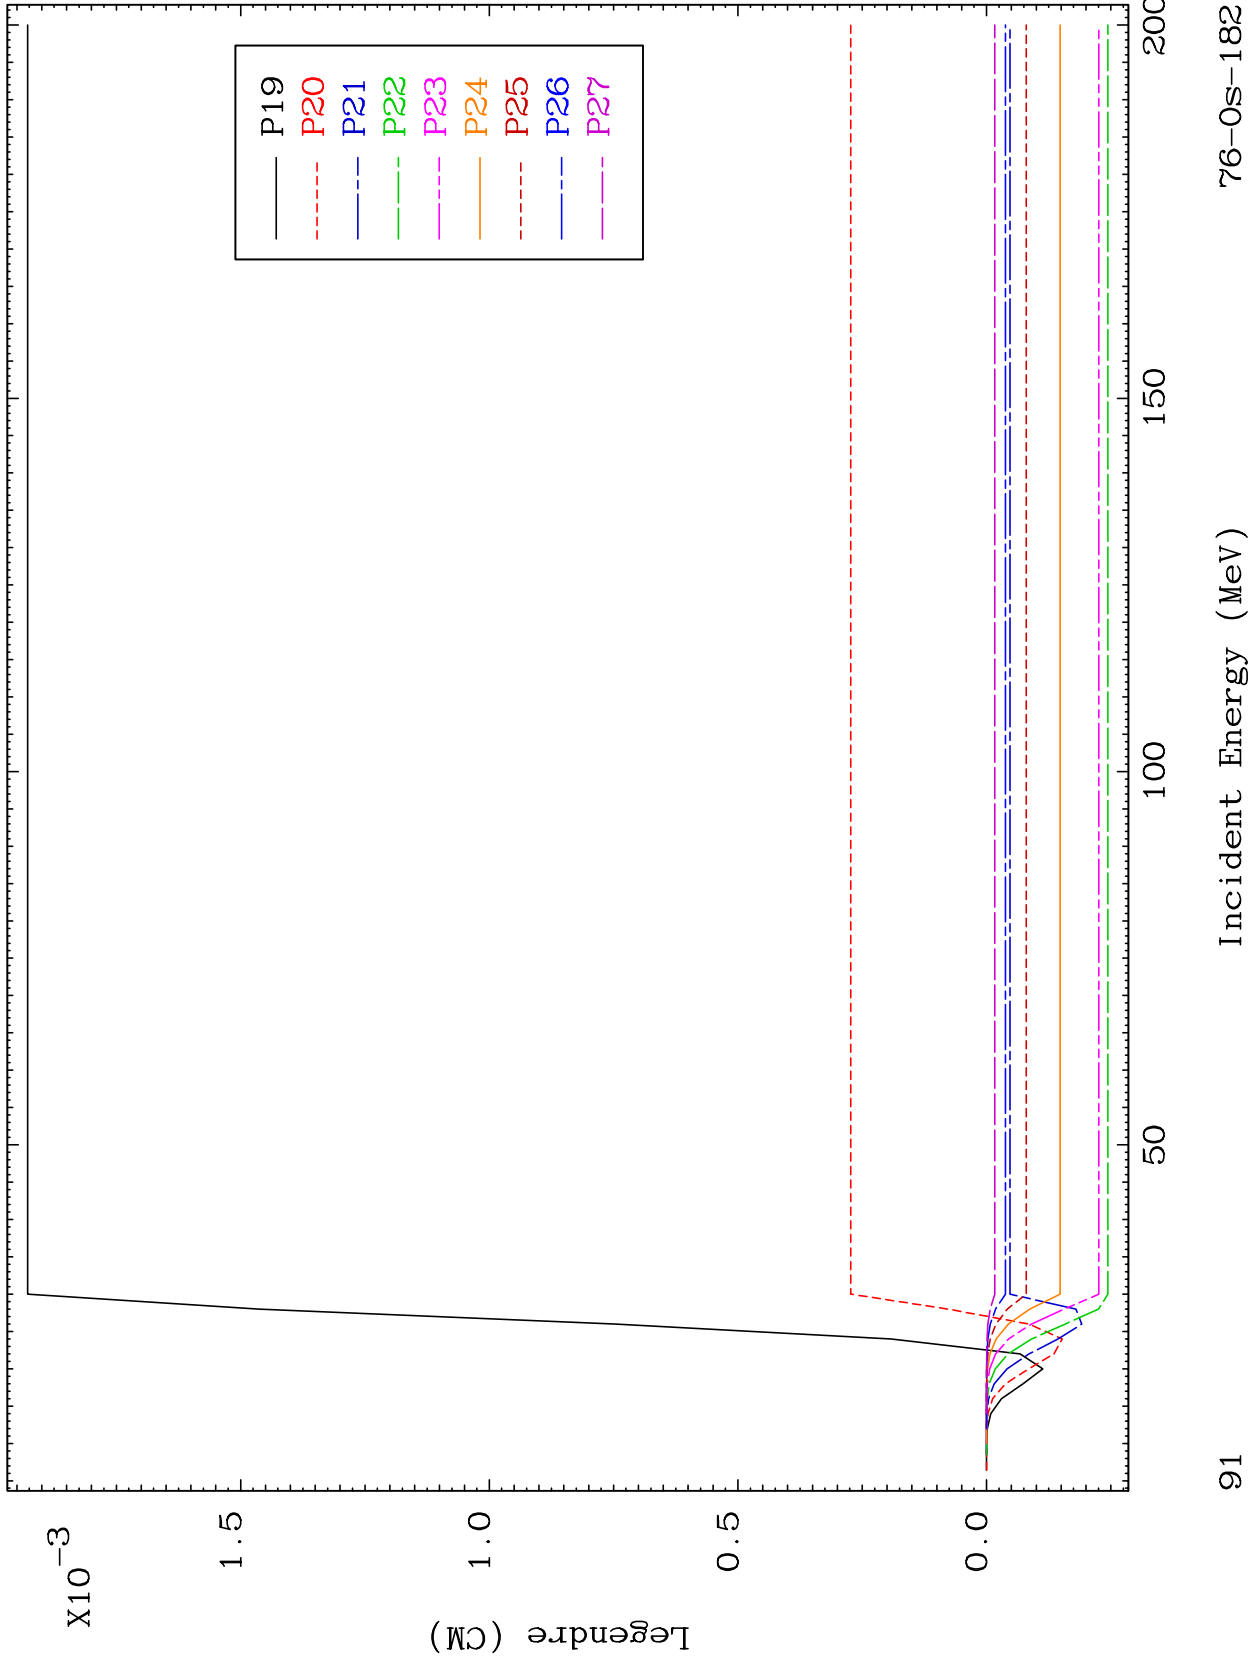 X10⁻³
1.5
1.0
0.5
0.0
Legendre (CM)
P19
P20
P21
P22
P23
P24
P25
P26
P27
50
100
150
200
Incident Energy (MeV)
91
76-Os-182